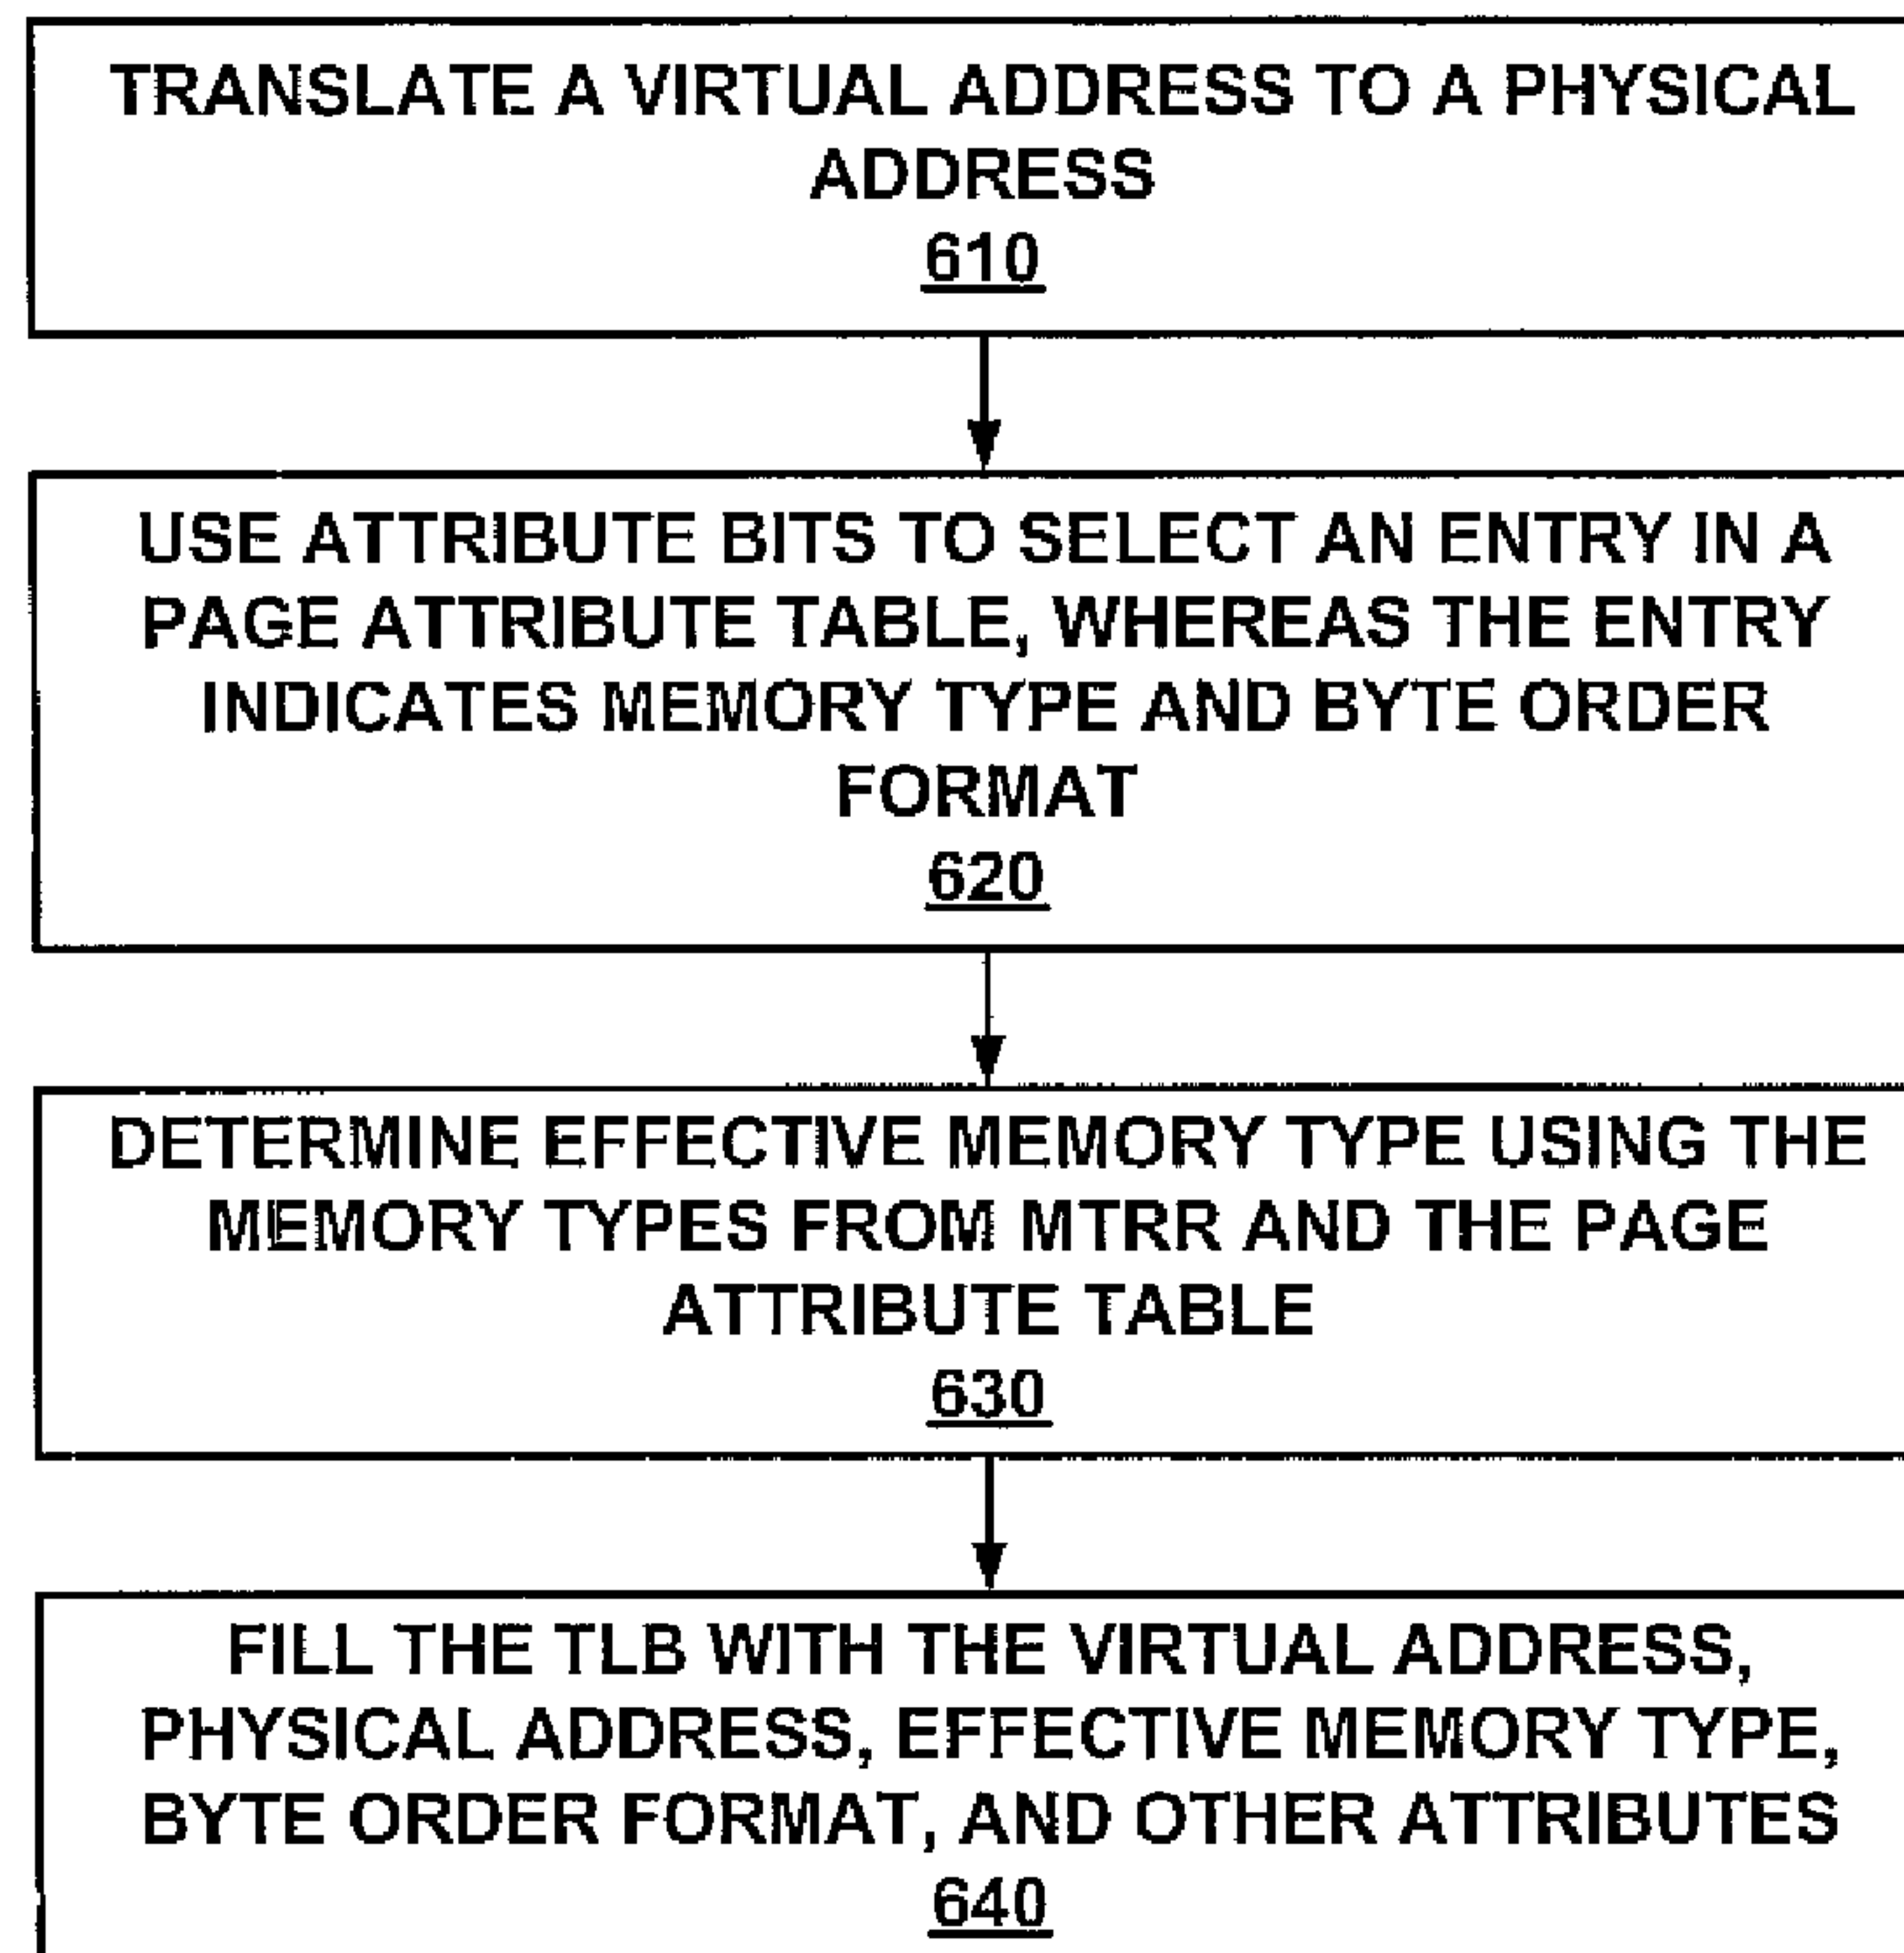 TRANSLATE A VIRTUAL ADDRESS TO A PHYSICAL
ADDRESS
610
USE ATTRIBUTE BITS TO SELECT AN ENTRY IN A
PAGE ATTRIBUTE TABLE, WHEREAS THE ENTRY
INDICATES MEMORY TYPE AND BYTE ORDER
FORMAT
620
DETERMINE EFFECTIVE MEMORY TYPE USING THE
MEMORY TYPES FROM MTRR AND THE PAGE
ATTRIBUTE TABLE
630
FILL THE TLB WITH THE VIRTUAL ADDRESS,
PHYSICAL ADDRESS, EFFECTIVE MEMORY TYPE,
BYTE ORDER FORMAT, AND OTHER ATTRIBUTES
640